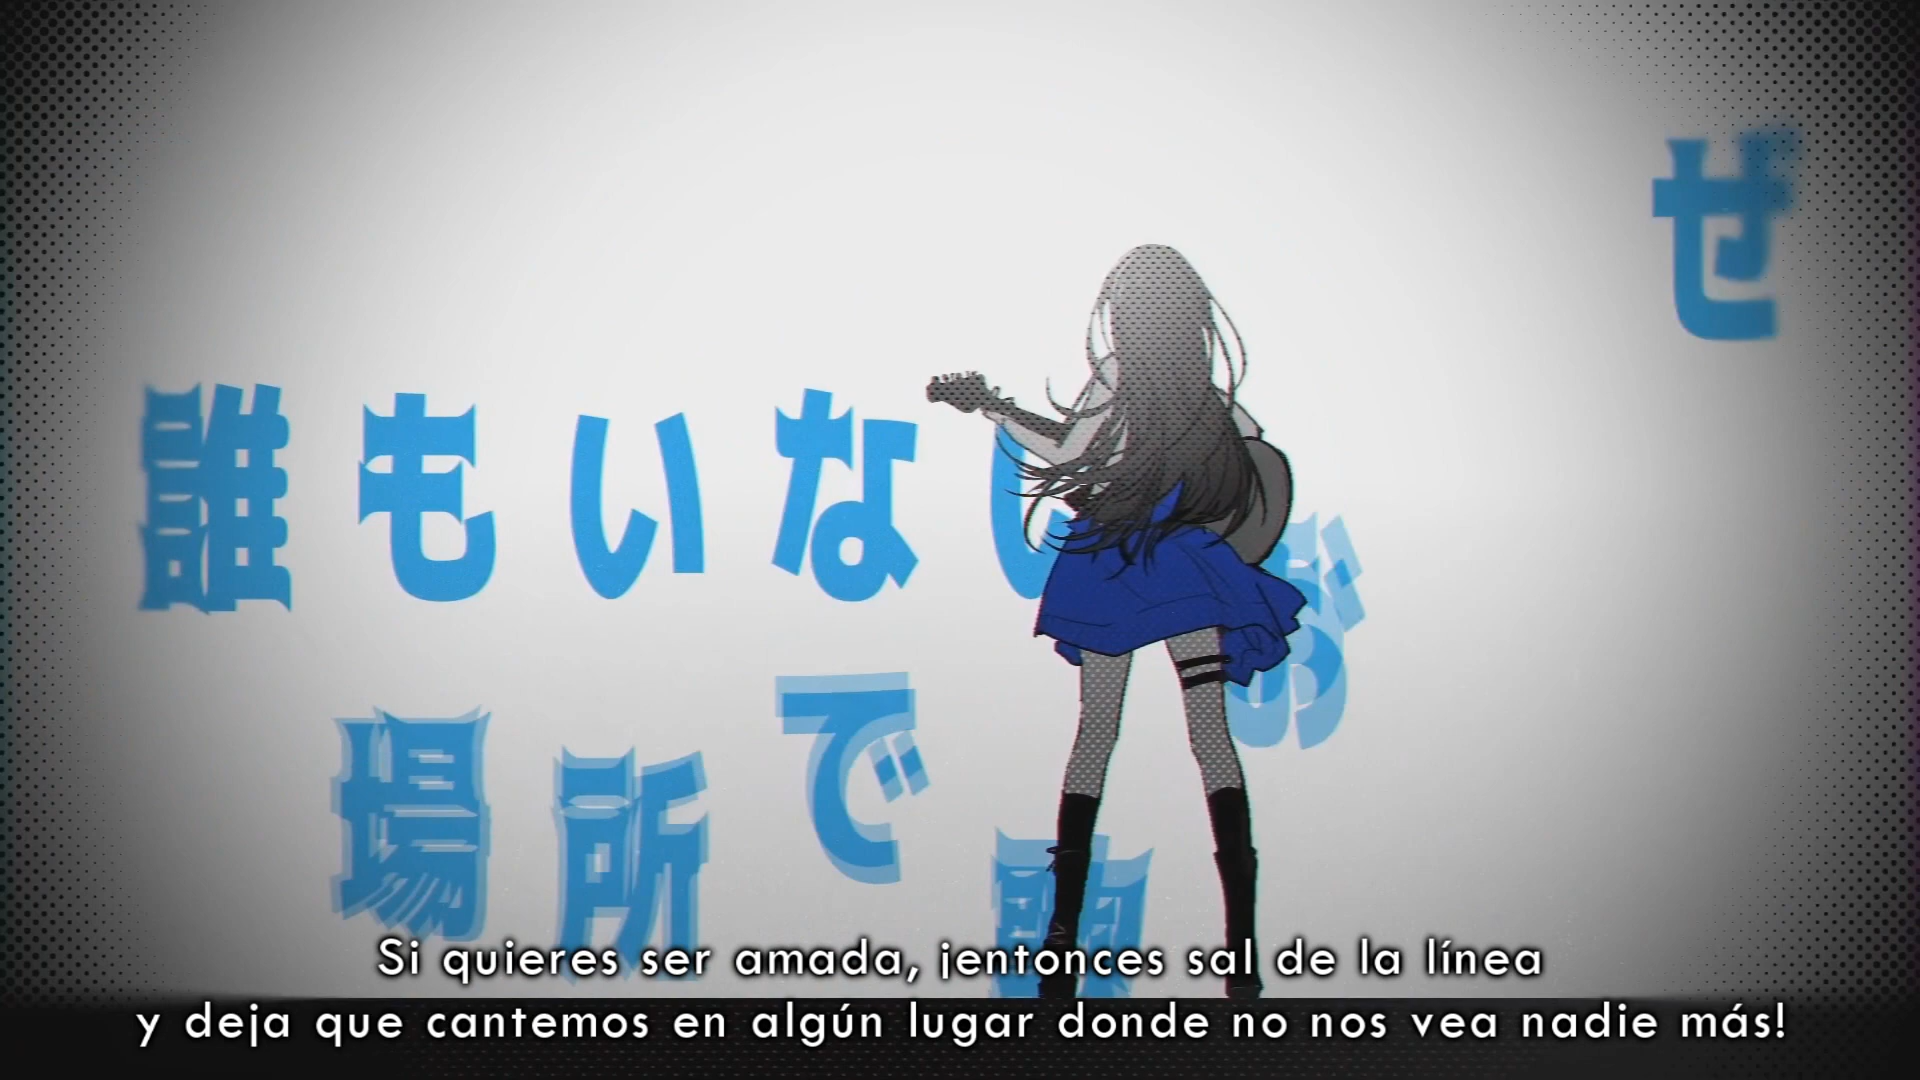 誰もいない
場所で
ぜ
Si quieres ser amada, ¡entonces sal de la línea
y deja que cantemos en algún lugar donde no nos vea nadie más!